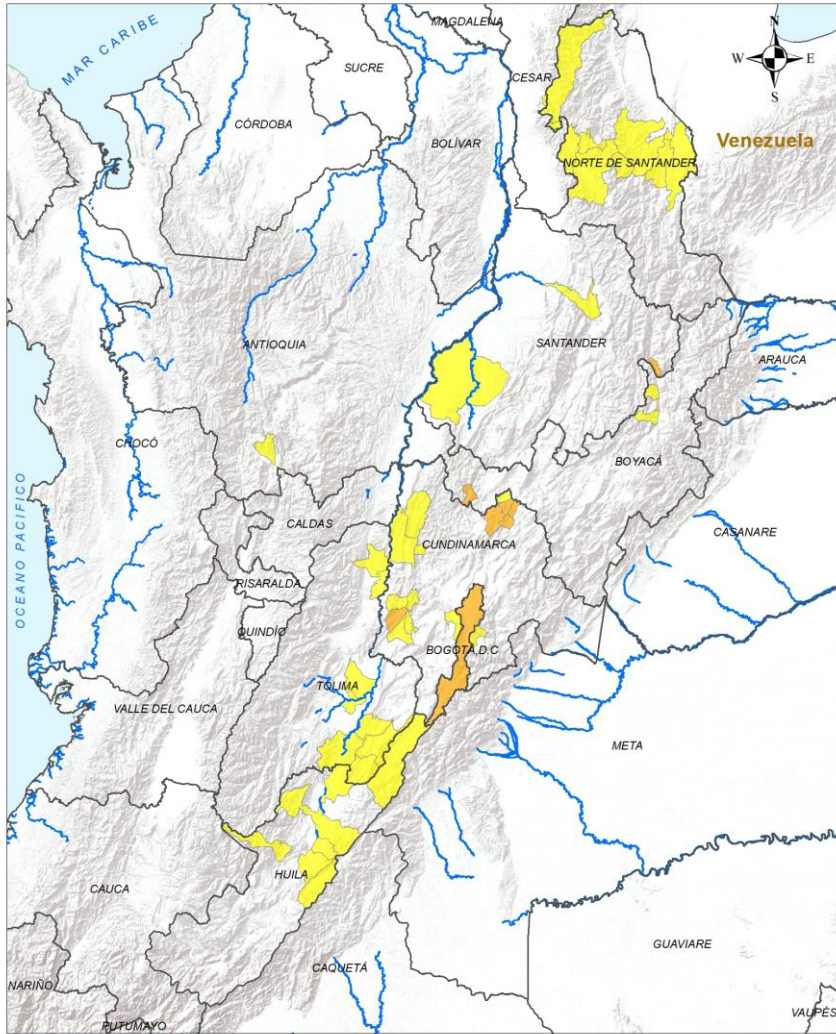 MAGDALENA
N
MAR CARIBE
SUCRE
W
E
CESAR
S
CÓRDOBA
BOLÍVAR
Venezuela
NORTE DE SANTANDER
ANTIOQUIA
SANTANDER
ARAUCA
CHOCÓ
BOYACÁ
CALDAS
CUNDINAMARCA
CASANARE
OCEANO PACIFICO
RISARALDA
QUINDÍO
BOGOTÁ,D.C
TOLIMA
VALLE DEL CAUCA
META
HUILA
CAUCA
GUAVIARE
CAQUETÁ
NARIÑO
PUTUMAYO
VAUPÉS